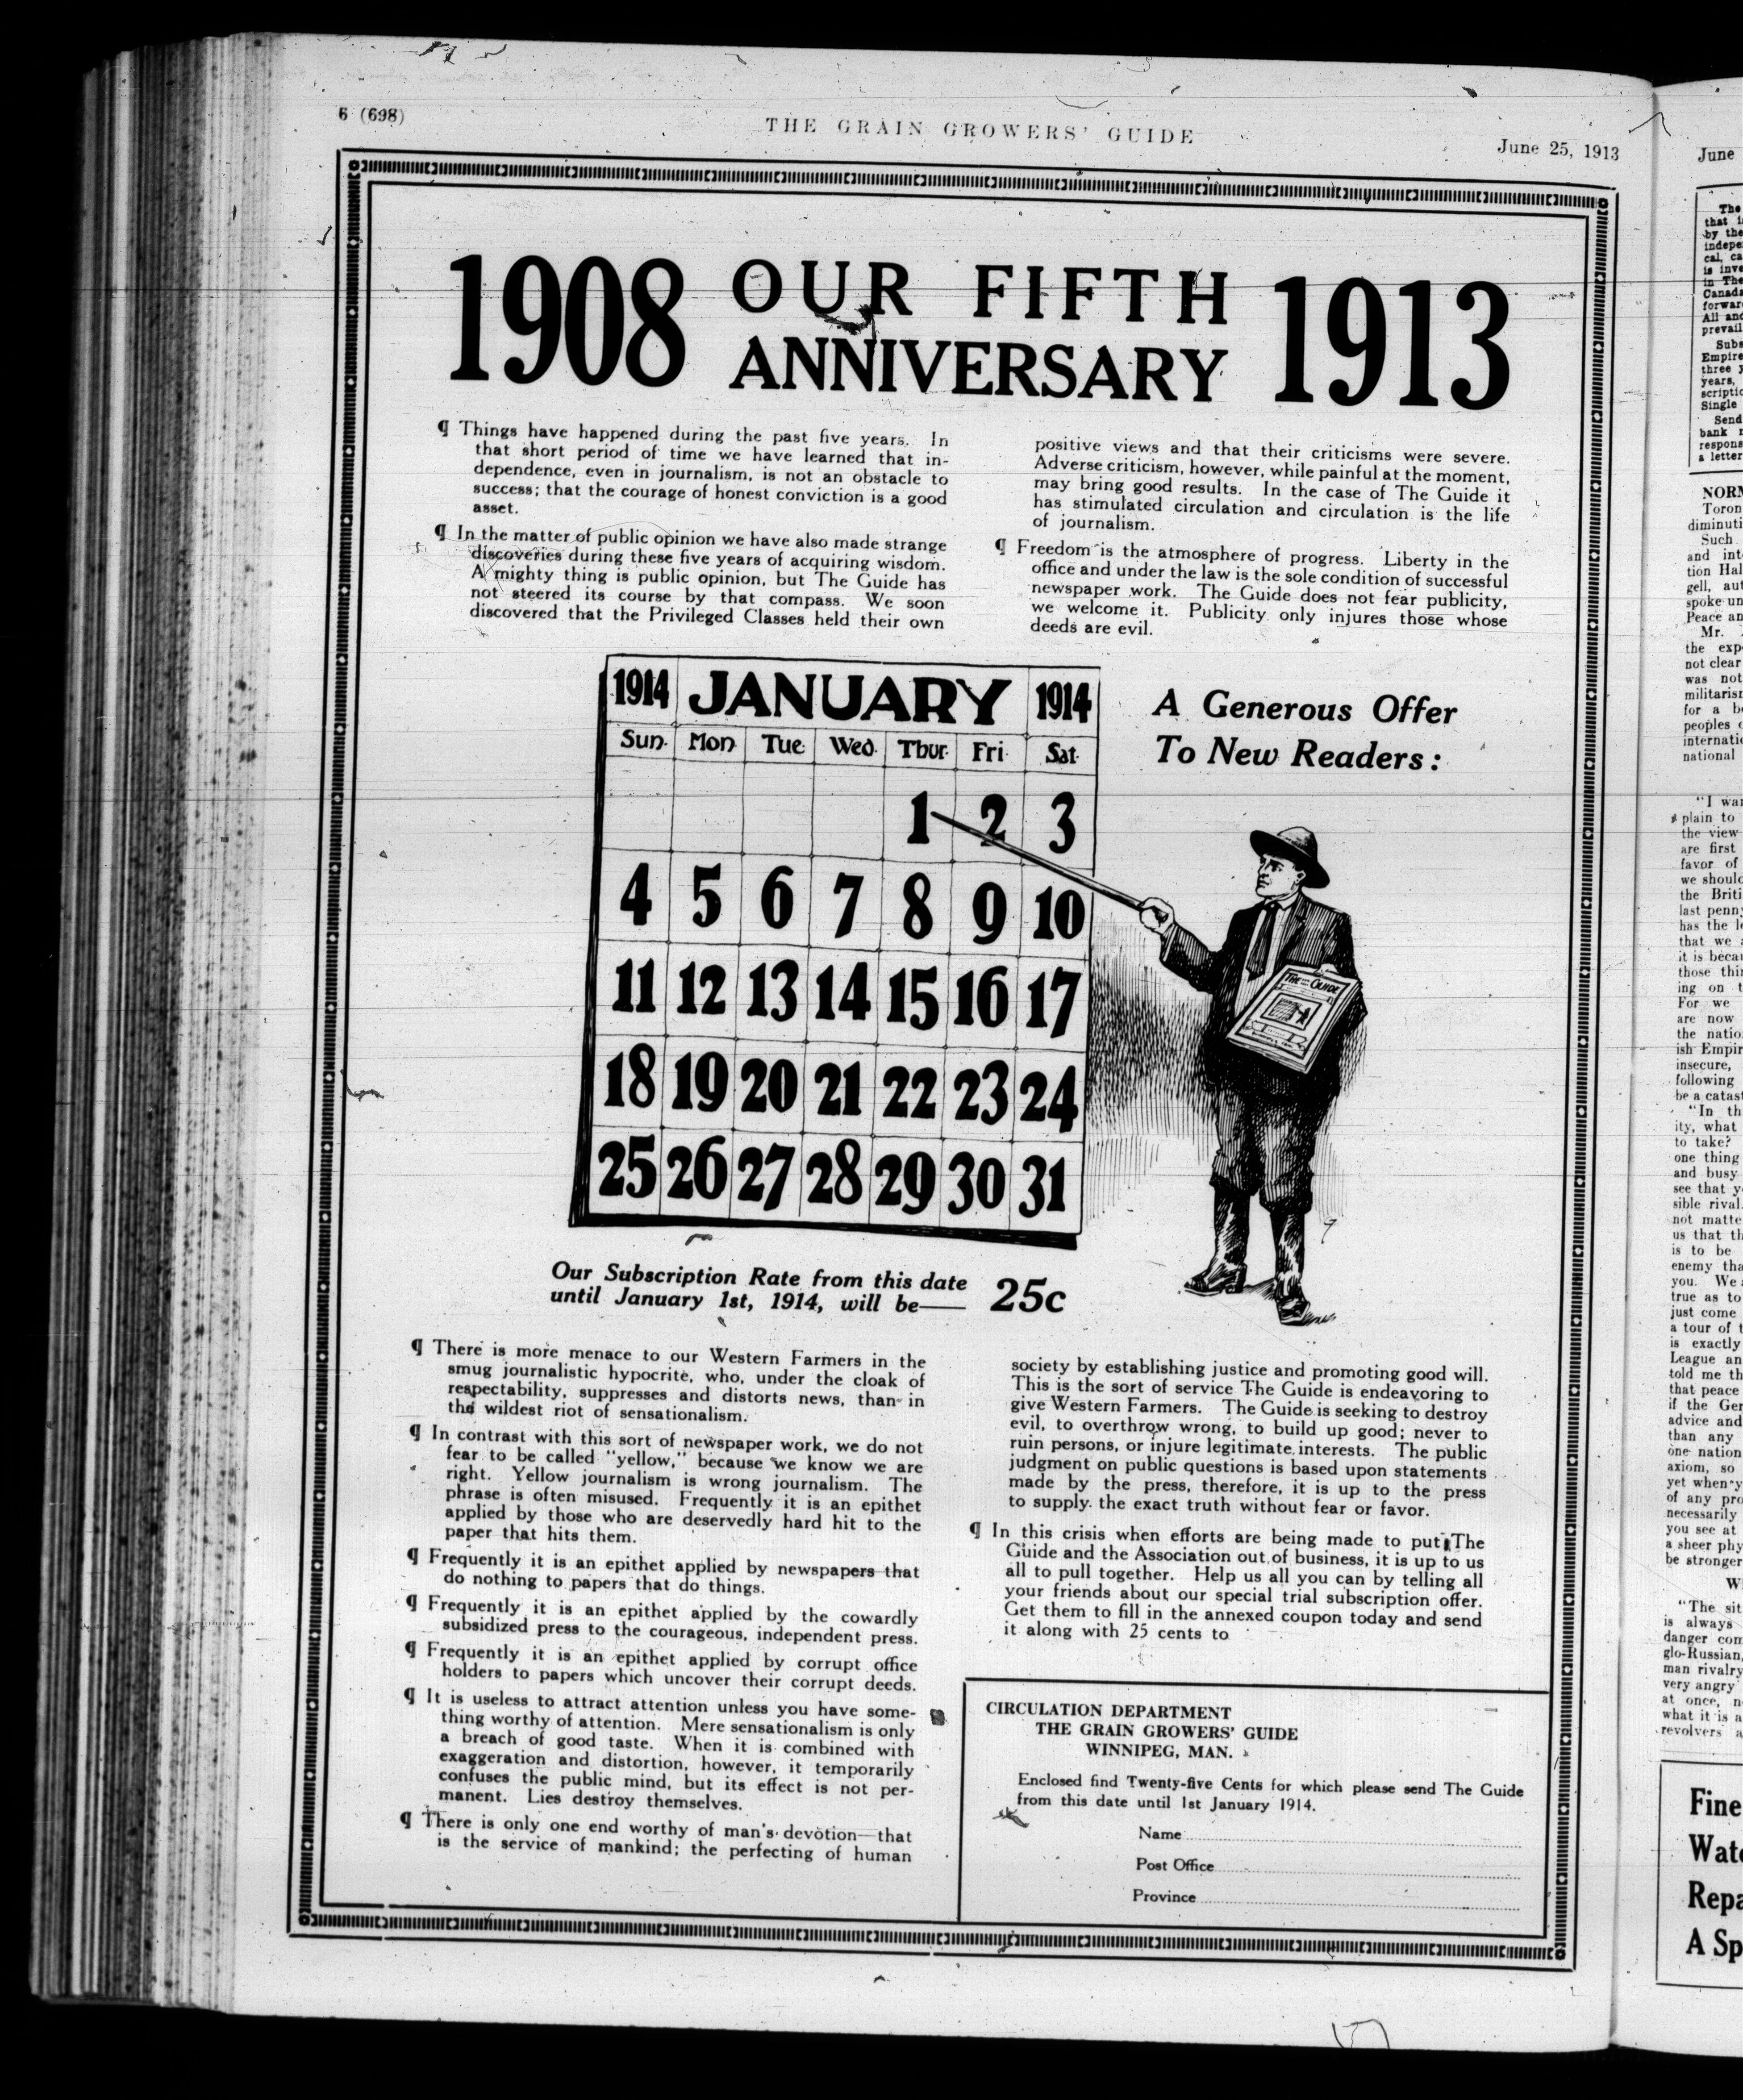 6 (698)
THE GRAIN GROWERS' GUIDE
June 25, 1913
1908 OUR FIFTH ANNIVERSARY 1913
¶ Things have happened during the past five years. In
that short period of time we have learned that in-
dependence, even in journalism, is not an obstacle to
success; that the courage of honest conviction is a good
asset.
¶ In the matter of public opinion we have also made strange
discoveries during these five years of acquiring wisdom.
A mighty thing is public opinion, but The Guide has
not steered its course by that compass. We soon
discovered that the Privileged Classes held their own
positive views and that their criticisms were severe.
Adverse criticism, however, while painful at the moment,
may bring good results. In the case of The Guide it
has stimulated circulation and circulation is the life
of journalism.
¶ Freedom is the atmosphere of progress. Liberty in the
office and under the law is the sole condition of successful
newspaper work. The Guide does not fear publicity,
we welcome it. Publicity only injures those whose
deeds are evil.
1914 JANUARY 1914
Sun. Mon. Tue. Wed. Thur. Fri. Sat.
1 2 3
4 5 6 7 8 9 10
11 12 13 14 15 16 17
18 19 20 21 22 23 24
25 26 27 28 29 30 31
A Generous Offer
To New Readers:
THE GUIDE
Our Subscription Rate from this date
until January 1st, 1914, will be— 25c
¶ There is more menace to our Western Farmers in the
smug journalistic hypocrite, who, under the cloak of
respectability, suppresses and distorts news, than in
the wildest riot of sensationalism.
¶ In contrast with this sort of newspaper work, we do not
fear to be called "yellow," because we know we are
right. Yellow journalism is wrong journalism. The
phrase is often misused. Frequently it is an epithet
applied by those who are deservedly hard hit to the
paper that hits them.
¶ Frequently it is an epithet applied by newspapers that
do nothing to papers that do things.
¶ Frequently it is an epithet applied by the cowardly
subsidized press to the courageous, independent press.
¶ Frequently it is an epithet applied by corrupt office
holders to papers which uncover their corrupt deeds.
¶ It is useless to attract attention unless you have some-
thing worthy of attention. Mere sensationalism is only
a breach of good taste. When it is combined with
exaggeration and distortion, however, it temporarily
confuses the public mind, but its effect is not per-
manent. Lies destroy themselves.
¶ There is only one end worthy of man's devotion—that
is the service of mankind; the perfecting of human
society by establishing justice and promoting good will.
This is the sort of service The Guide is endeavoring to
give Western Farmers. The Guide is seeking to destroy
evil, to overthrow wrong, to build up good; never to
ruin persons, or injure legitimate interests. The public
judgment on public questions is based upon statements
made by the press, therefore, it is up to the press
to supply the exact truth without fear or favor.
¶ In this crisis when efforts are being made to put The
Guide and the Association out of business, it is up to us
all to pull together. Help us all you can by telling all
your friends about our special trial subscription offer.
Get them to fill in the annexed coupon today and send
it along with 25 cents to
CIRCULATION DEPARTMENT
THE GRAIN GROWERS' GUIDE
WINNIPEG, MAN.
Enclosed find Twenty-five Cents for which please send The Guide
from this date until 1st January 1914.
Name
Post Office
Province
June
Fine
Repa
A Sp